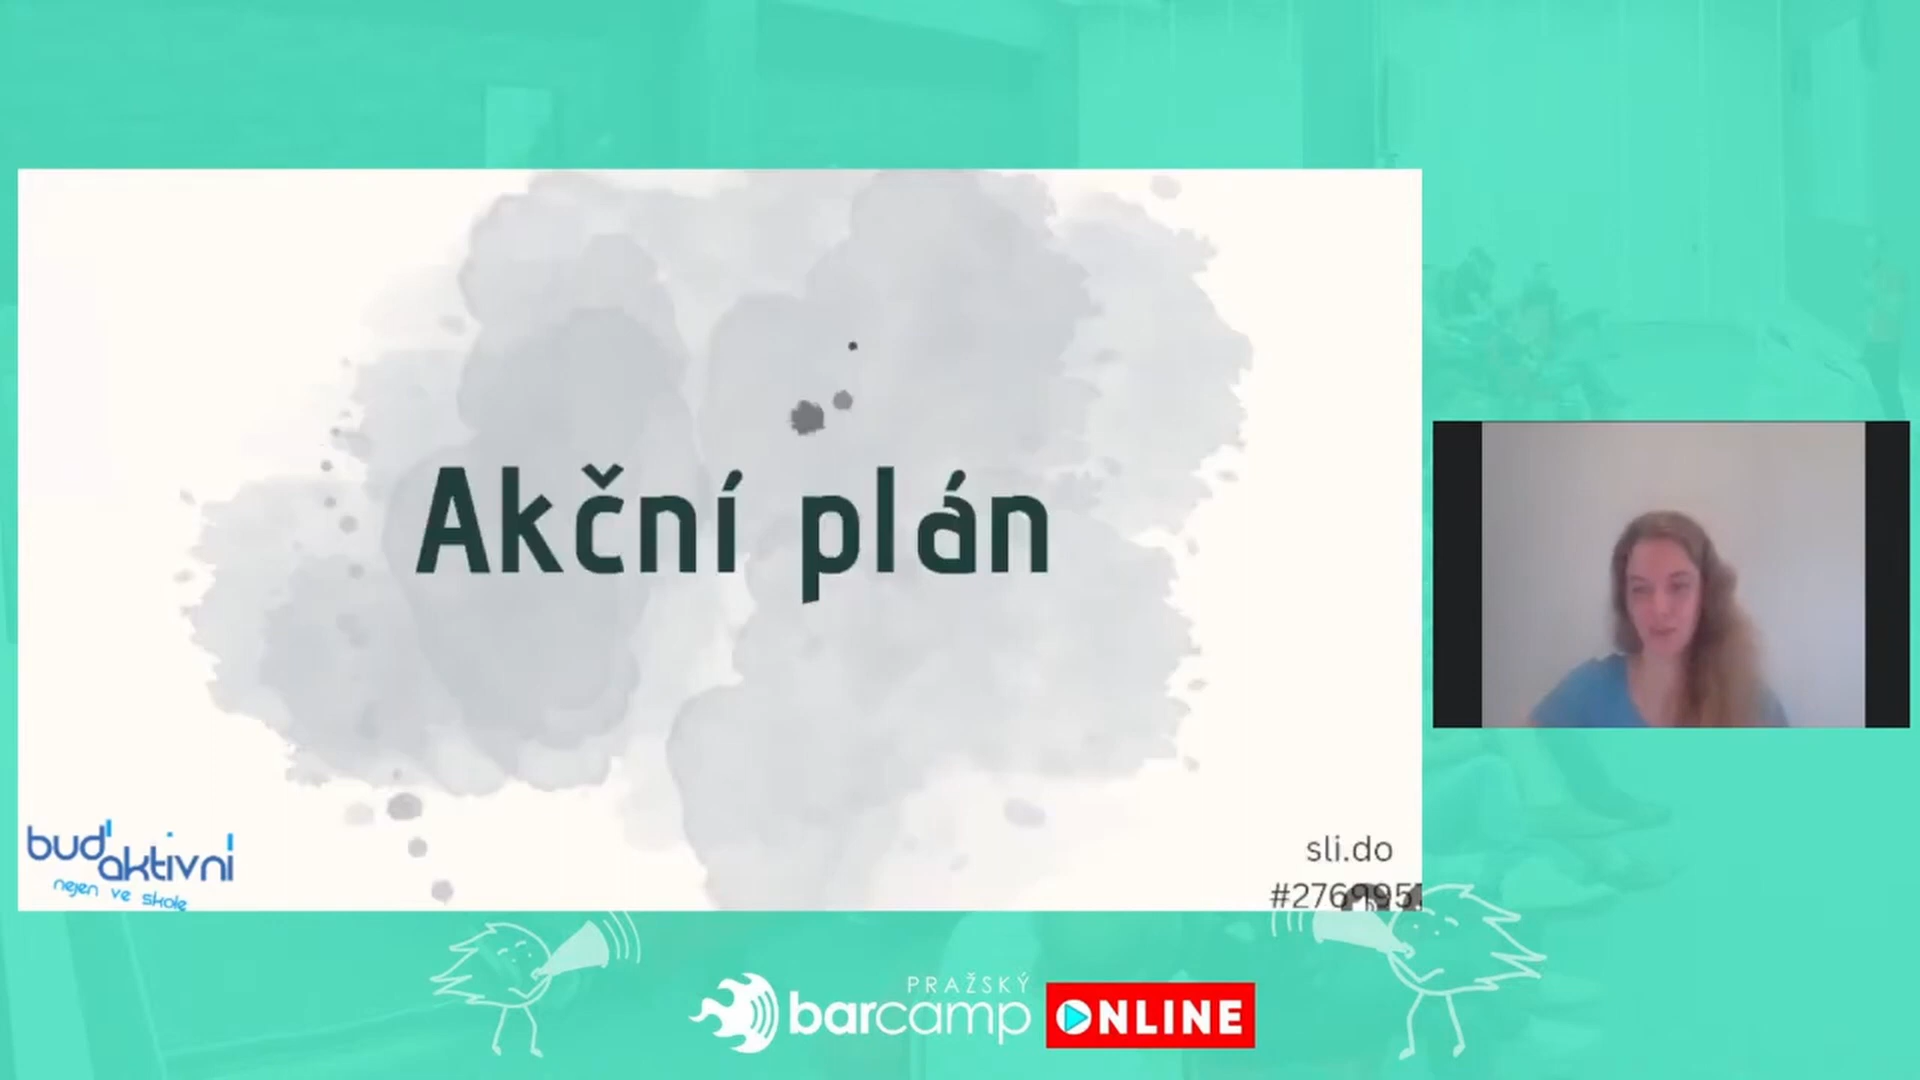 Akční plán
buď aktivní
nejen ve škole
sli.do
PRAŽSKÝ
barcamp
ONLINE